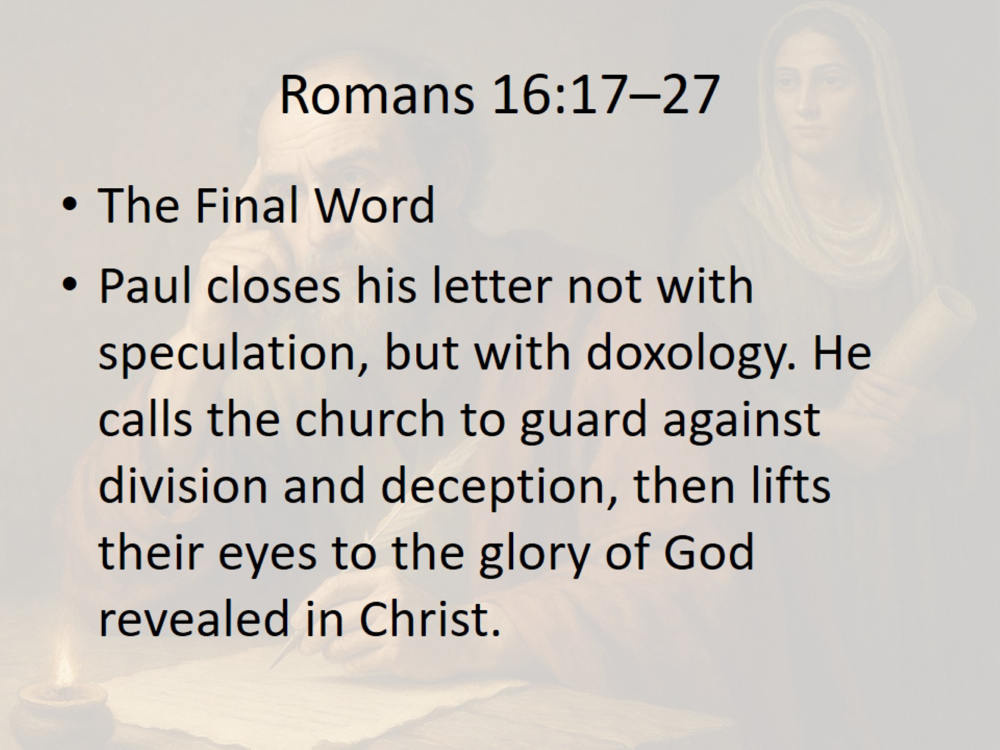 Romans 16:17–27
• The Final Word
• Paul closes his letter not with
speculation, but with doxology. He
calls the church to guard against
division and deception, then lifts
their eyes to the glory of God
revealed in Christ.